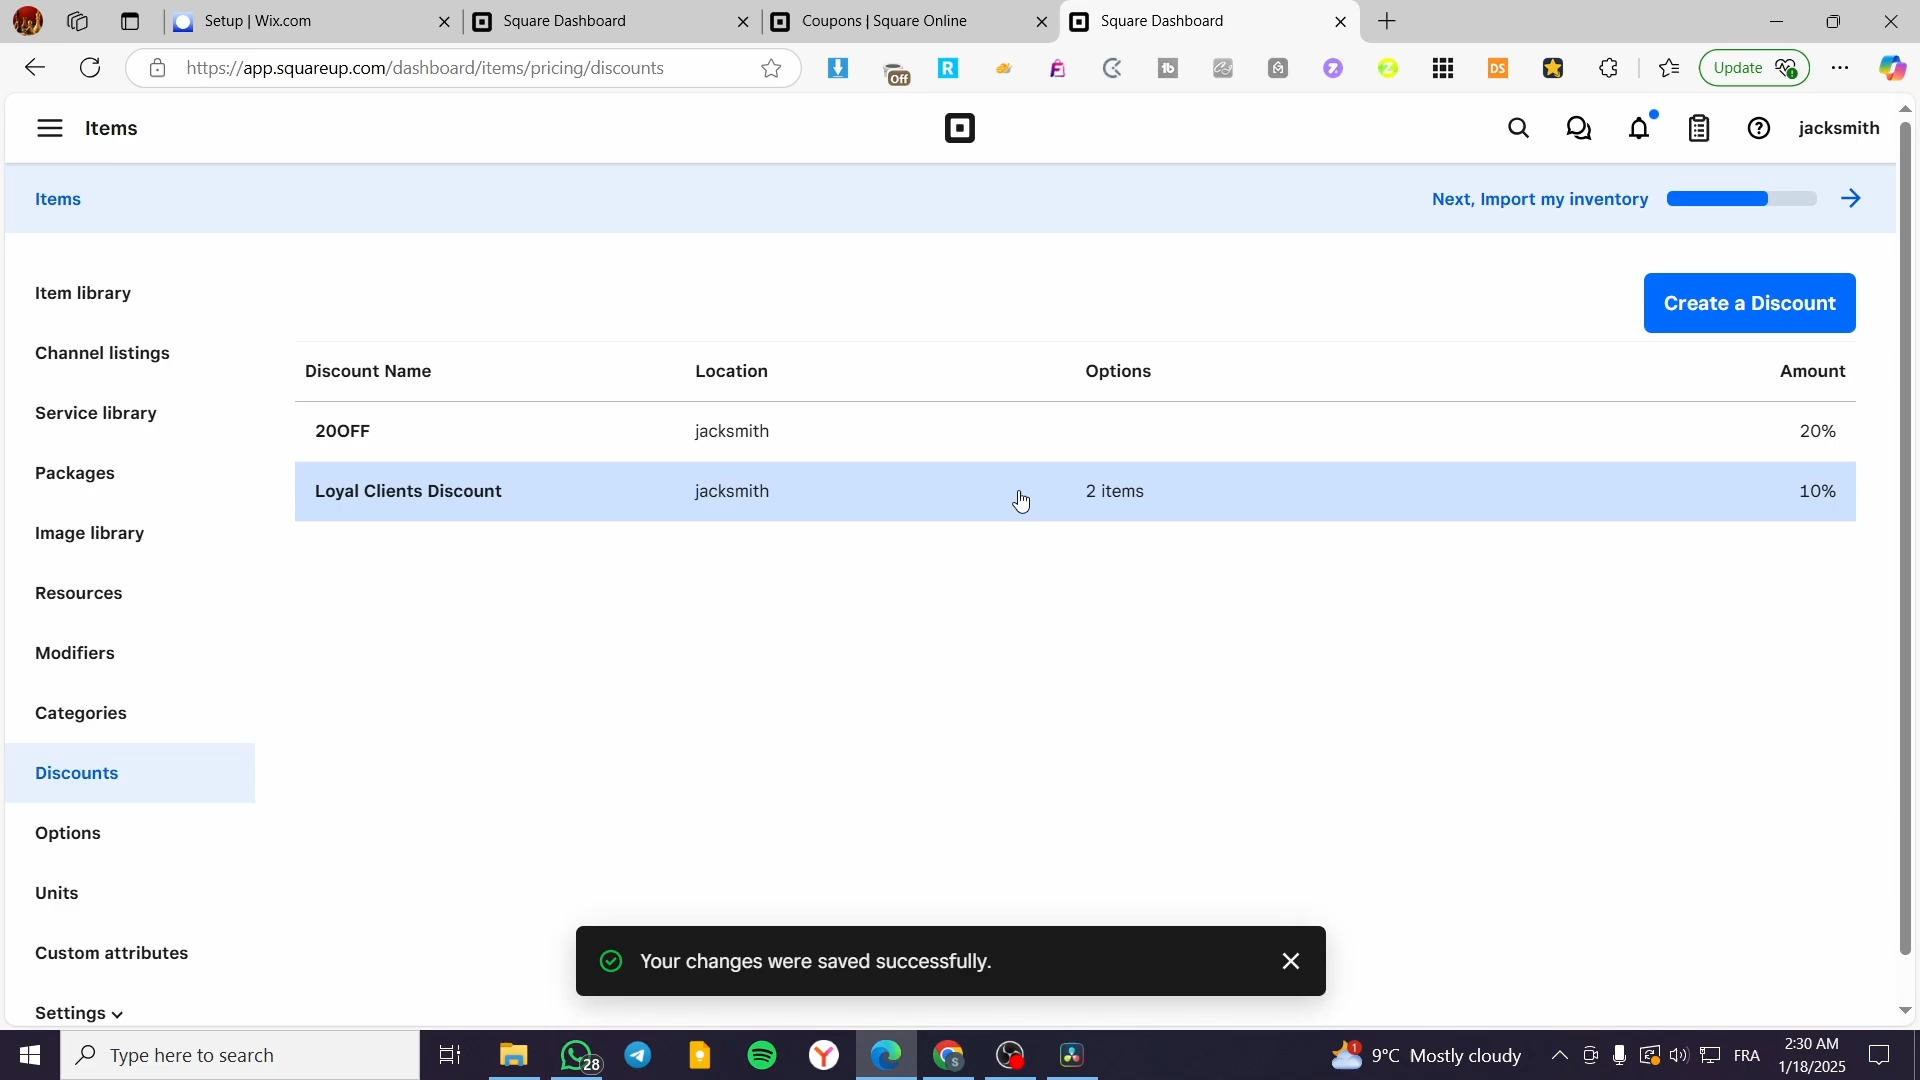 Setup | Wix.com
Square Dashboard
Coupons | Square Online
Square Dashboard
https://app.squareup.com/dashboard/items/pricing/discounts
Off
R
tb
DS
Update
Items
jacksmith
Items
Next, Import my inventory
Item library
Channel listings
Service library
Packages
Image library
Resources
Modifiers
Categories
Discounts
Options
Units
Custom attributes
Settings
Create a Discount
Discount Name Location Options Amount
20OFF jacksmith 20%
Loyal Clients Discount jacksmith 2 items 10%
Your changes were saved successfully.
Type here to search
28
1
9°C Mostly cloudy
FRA
2:30 AM
1/18/2025